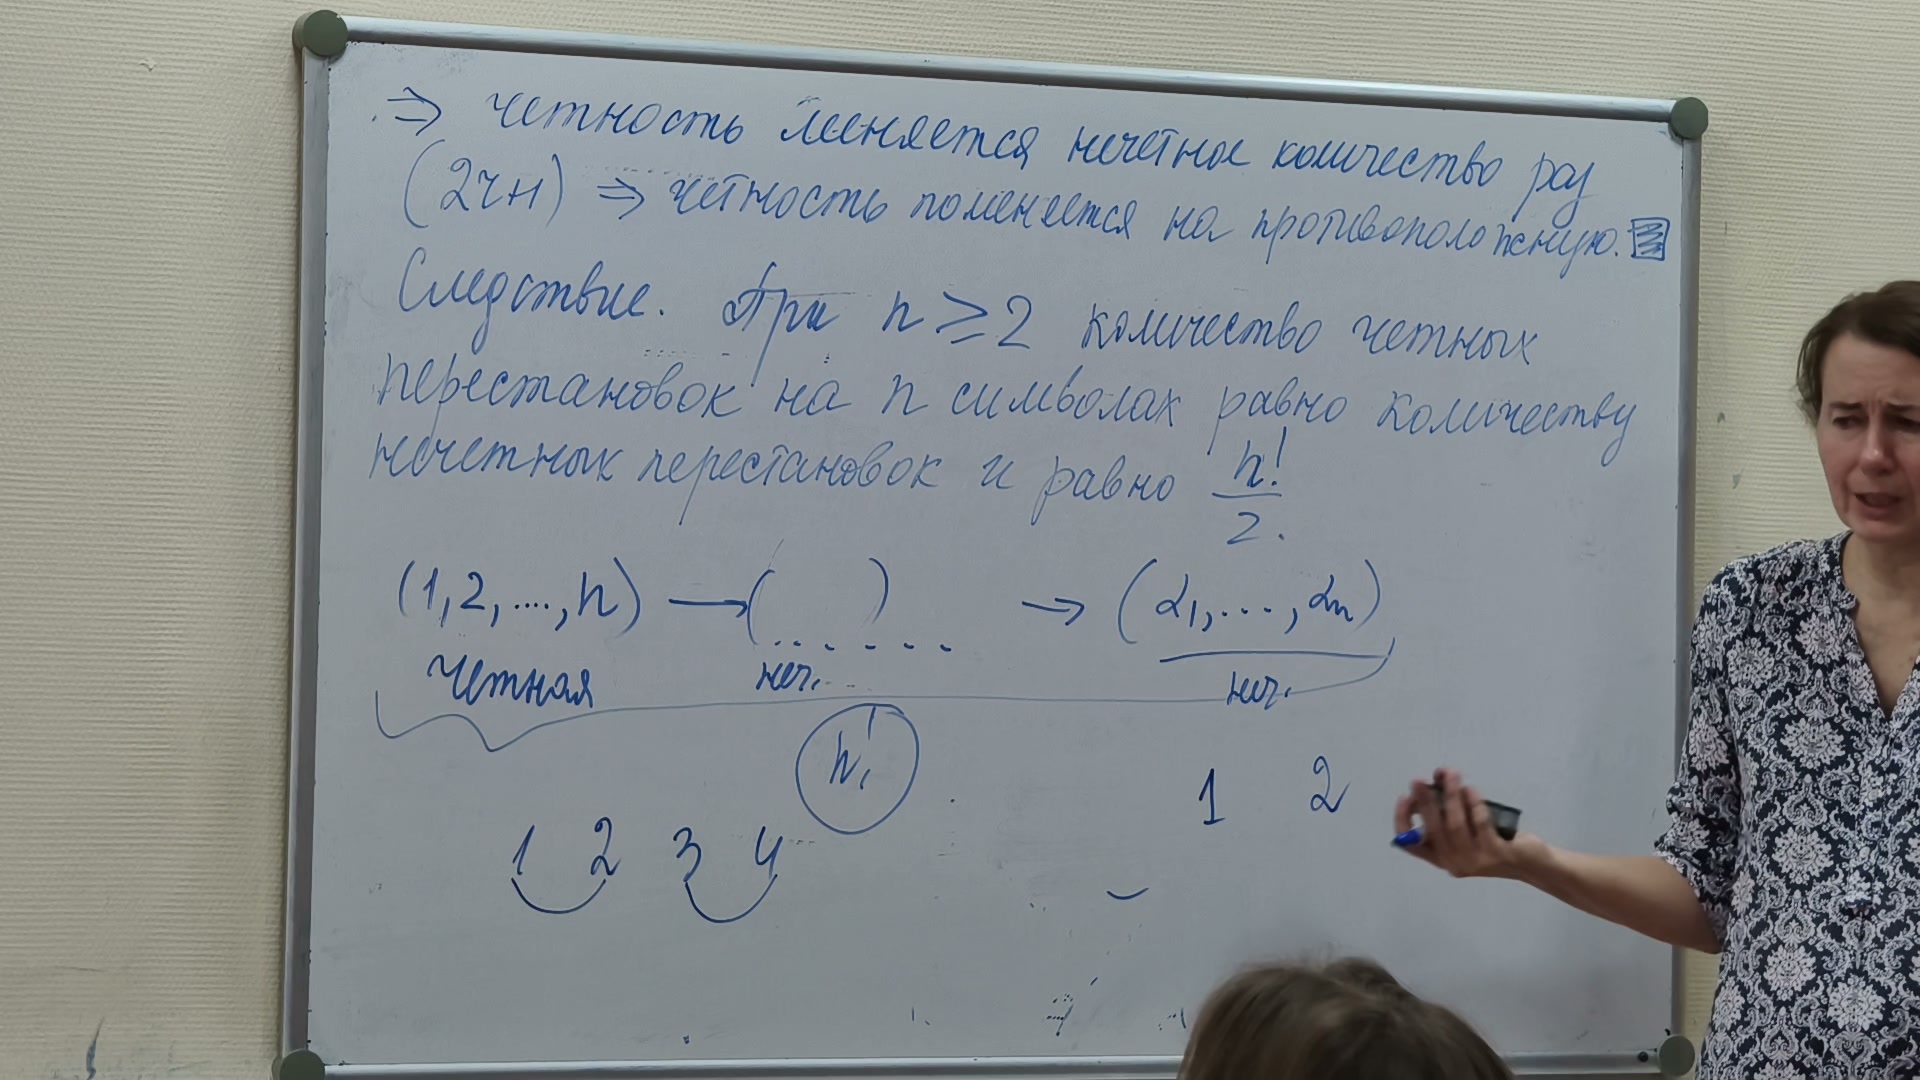 ⇒ четность меняется нечетное количество раз
(2r+1) ⇒ четность поменяется на противоположную.
Следствие. При n ≥ 2 количество четных
перестановок на n символах равно количеству
нечетных перестановок и равно n!/2.
(1, 2, ...., n) → ( ...... ) → (α₁, ..., αₙ)
четная неч. неч.
n!
1 2
1 2 3 4